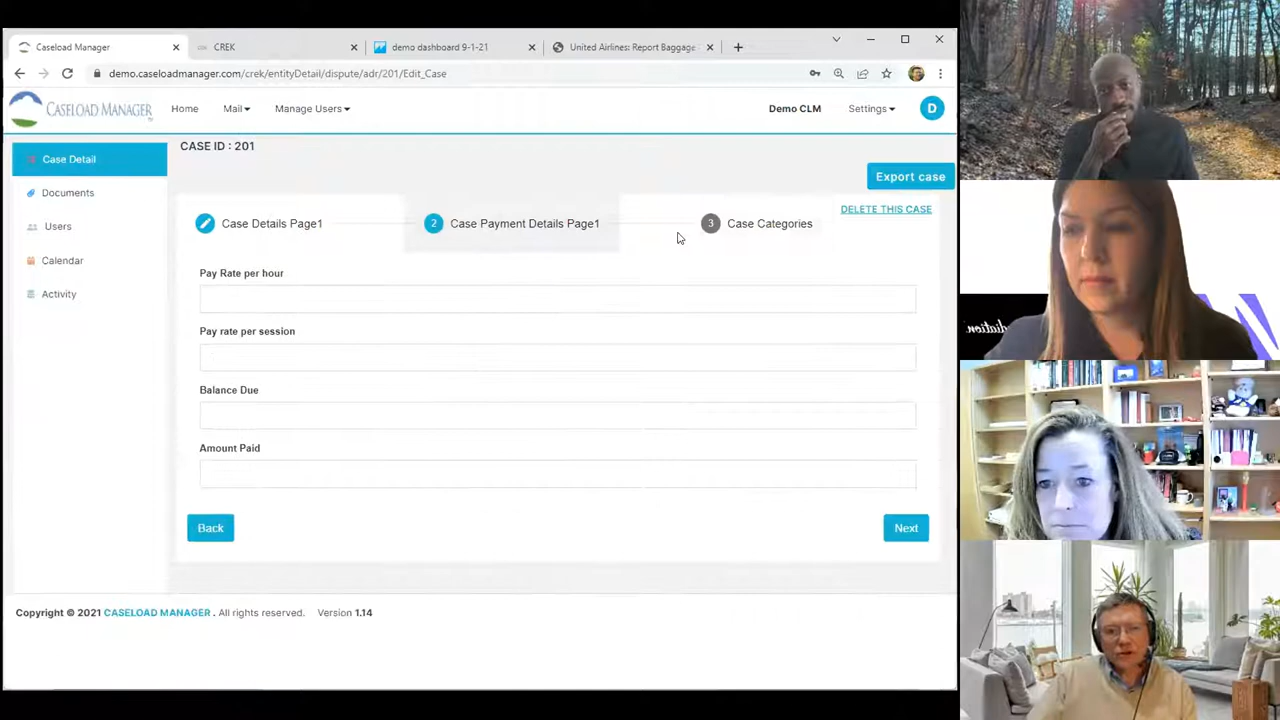 Caseload Manager
CREK
demo dashboard 9-1-21
United Airlines: Report Baggage
demo.caseloadmanager.com/crek/entityDetail/dispute/adr/201/Edit_Case
CASELOAD MANAGER
Home
Mail
Manage Users
Demo CLM
Settings
D
Case Detail
Documents
Users
Calendar
Activity
CASE ID : 201
Export case
DELETE THIS CASE
Case Details Page1
2 Case Payment Details Page1
3 Case Categories
Pay Rate per hour
Pay rate per session
Balance Due
Amount Paid
Back
Next
Copyright © 2021 CASELOAD MANAGER . All rights reserved. Version 1.14